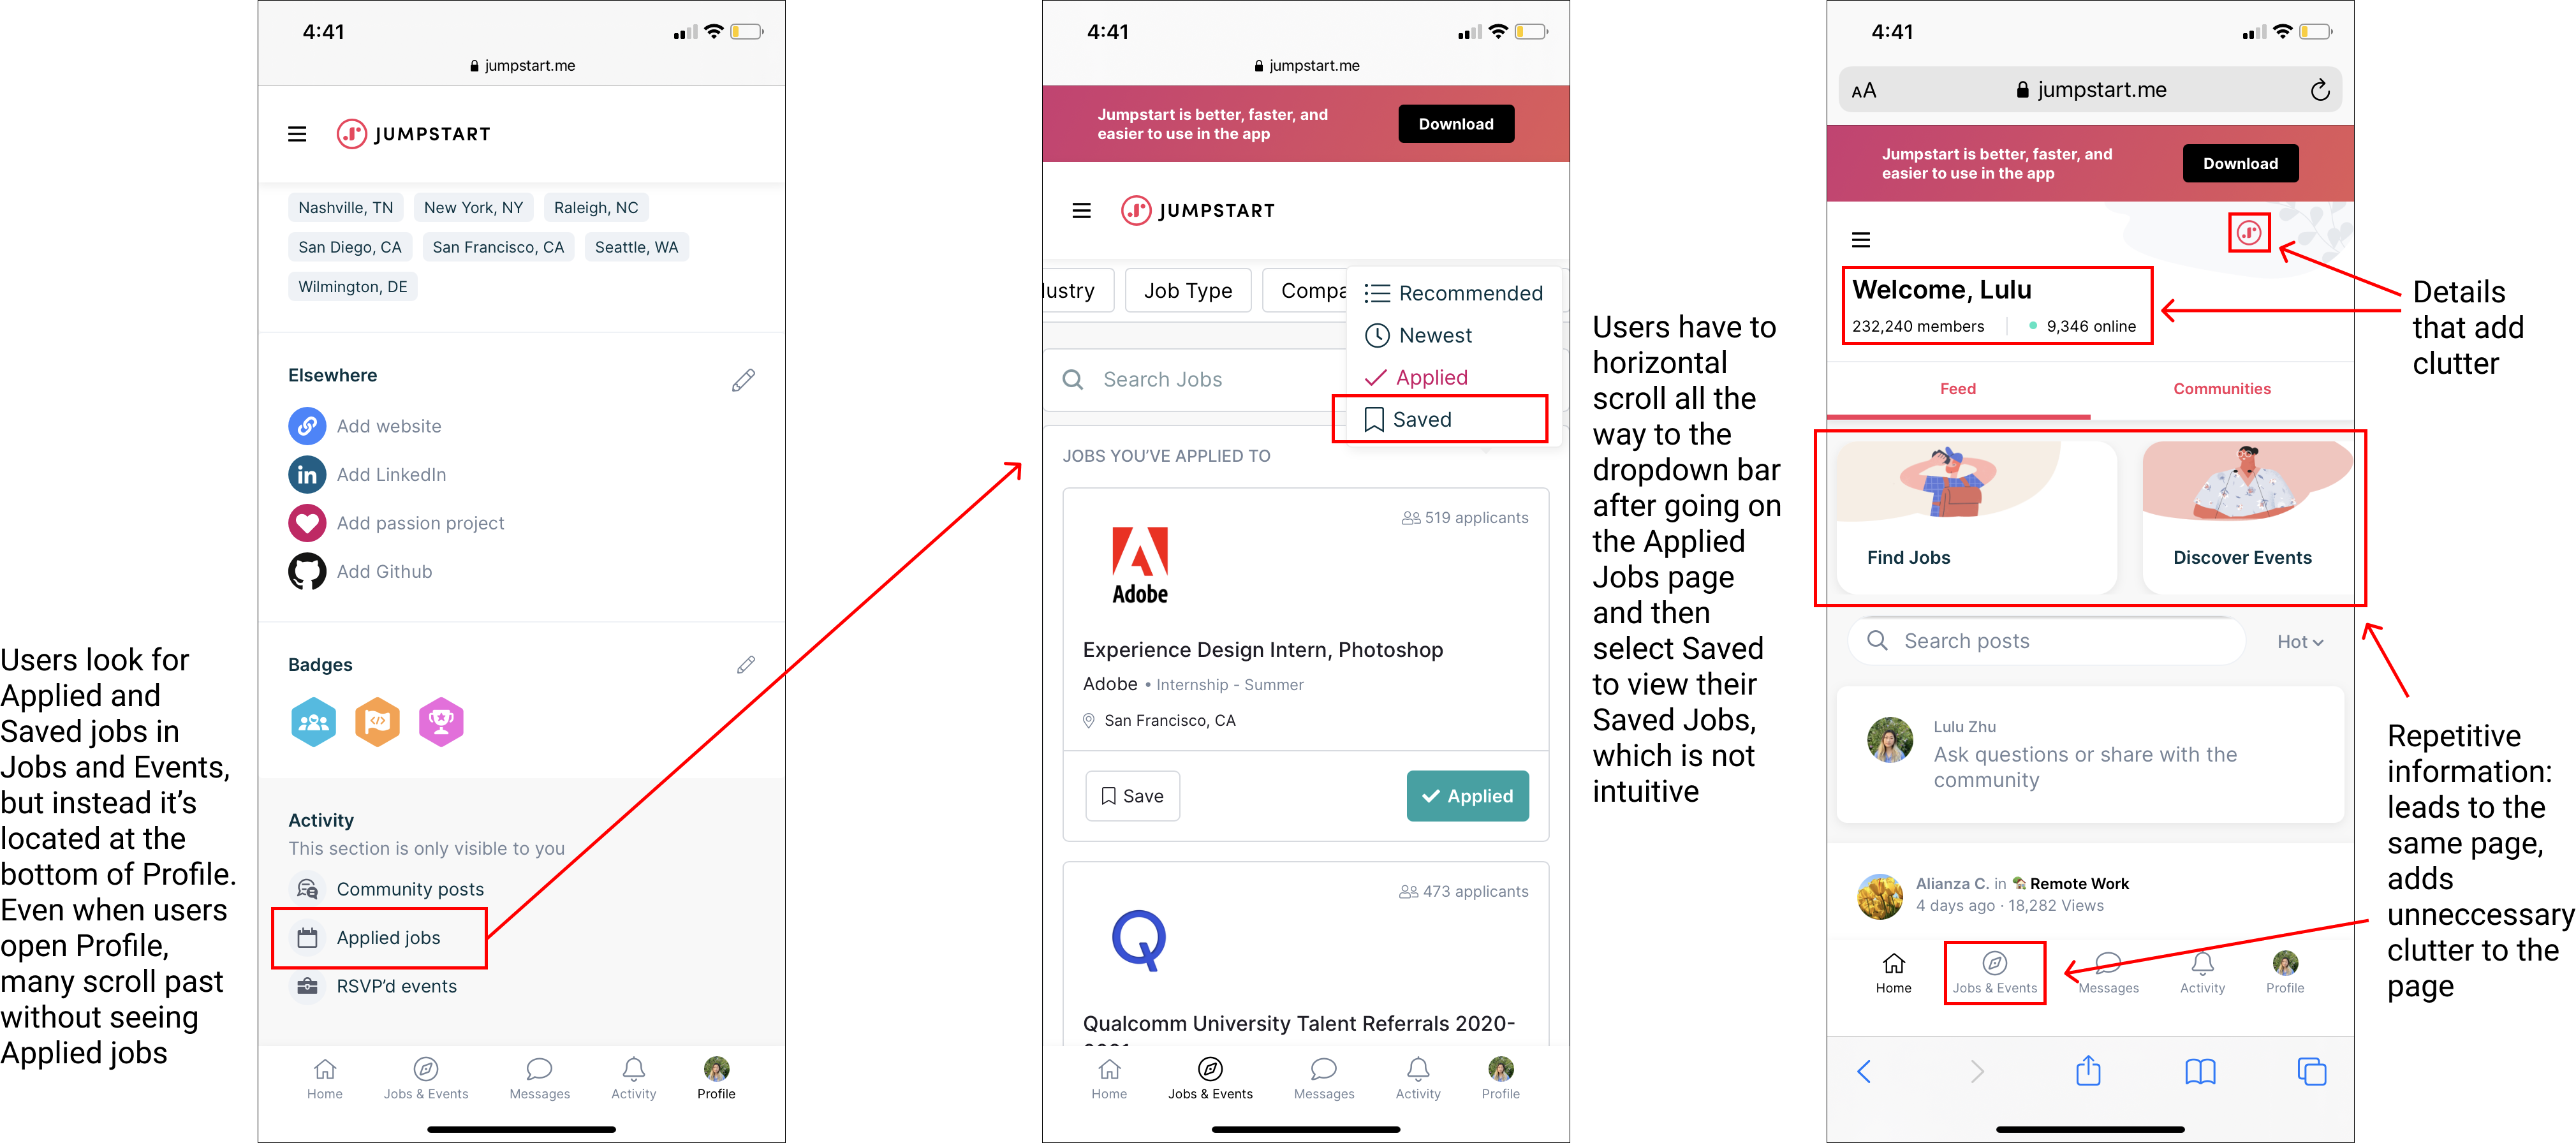 Users look for
Applied and
Saved jobs in
Jobs and Events,
but instead it's
located at the
bottom of Profile.
Even when users
open Profile,
many scroll past
without seeing
Applied jobs
4:41
jumpstart.me
JUMPSTART
Nashville, TN
New York, NY
Raleigh, NC
San Diego, CA
San Francisco, CA
Seattle, WA
Wilmington, DE
Elsewhere
Add website
in Add LinkedIn
Add passion project
Add Github
Badges
Activity
This section is only visible to you
Community posts
Applied jobs
RSVP'd events
Home
Jobs & Events
Messages
Activity
Profile
4:41
jumpstart.me
Jumpstart is better, faster, and
easier to use in the app
Download
JUMPSTART
lustry
Job Type
Compa
Recommended
Newest
Applied
Saved
Search Jobs
JOBS YOU'VE APPLIED TO
519 applicants
Adobe
Experience Design Intern, Photoshop
Adobe • Internship - Summer
San Francisco, CA
Save
Applied
473 applicants
Q
Qualcomm University Talent Referrals 2020-
Home
Jobs & Events
Messages
Activity
Profile
Users have to
horizontal
scroll all the
way to the
dropdown bar
after going on
the Applied
Jobs page
and then
select Saved
to view their
Saved Jobs,
which is not
intuitive
4:41
AA
jumpstart.me
Jumpstart is better, faster, and
easier to use in the app
Download
Welcome, Lulu
232,240 members
9,346 online
Feed
Communities
Find Jobs
Discover Events
Search posts
Hot
Lulu Zhu
Ask questions or share with the
community
Alianza C. in 🏡 Remote Work
4 days ago · 18,282 Views
Home
Jobs & Events
Messages
Activity
Profile
Details
that add
clutter
Repetitive
information:
leads to the
same page,
adds
unneccessary
clutter to the
page